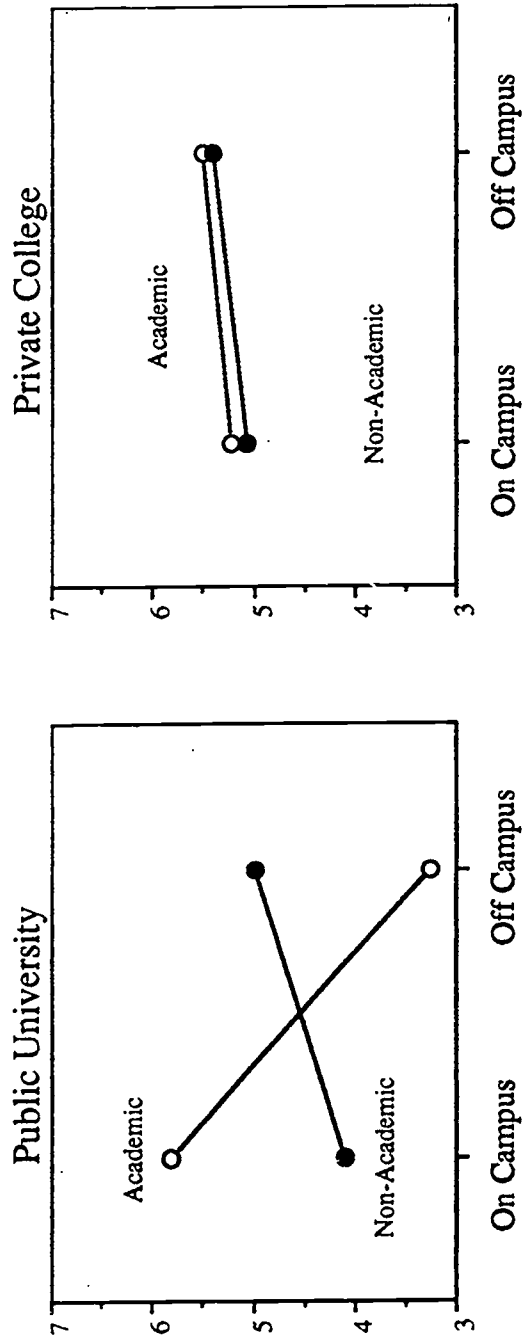 Public University
7
6
5
4
3
Academic
Non-Academic
On Campus
Off Campus
Private College
7
6
5
4
3
Academic
Non-Academic
On Campus
Off Campus